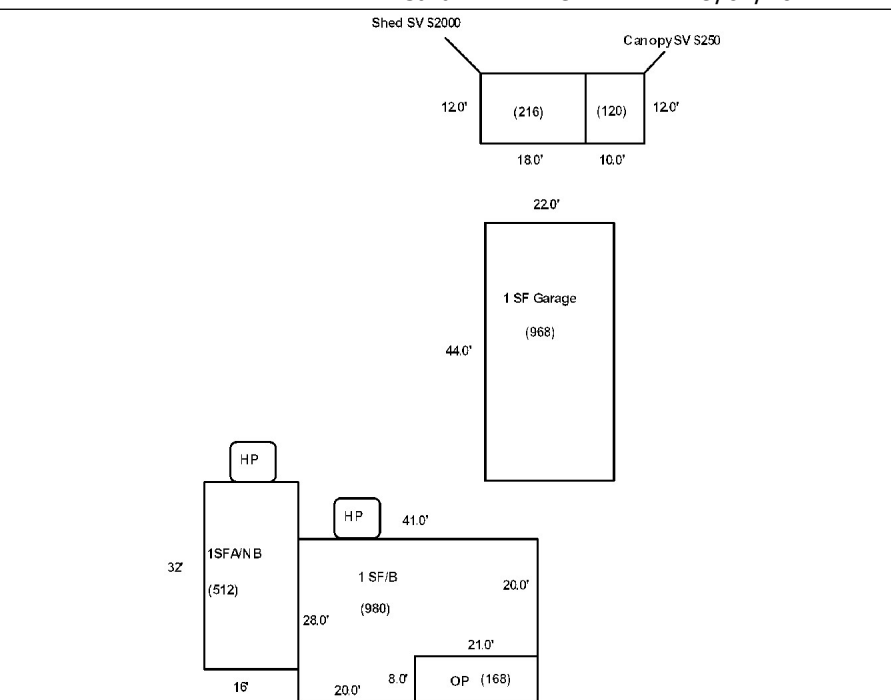 Shed SV S2000
Canopy SV S250
12.0'
(216)
(120)
12.0'
18.0'
10.0'
22.0'
1 SF Garage
(968)
44.0'
HP
HP
41.0'
1SFA/NB
32'
(512)
1 SF/B
(980)
20.0'
28.0'
21.0'
8.0'
OP (168)
16'
20.0'